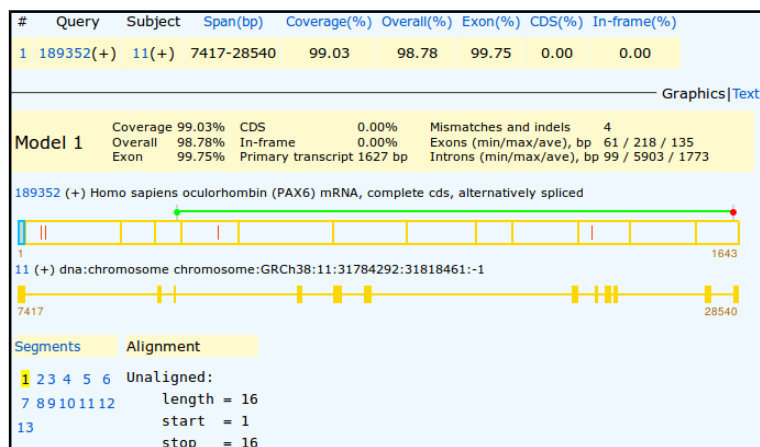 # Query Subject Span(bp) Coverage(%) Overall(%) Exon(%) CDS(%) In-frame(%)
1 189352(+) 11(+) 7417-28540 99.03 98.78 99.75 0.00 0.00
Graphics|Text
Model 1
Coverage 99.03% CDS 0.00% Mismatches and indels 4
Overall 98.78% In-frame 0.00% Exons (min/max/ave), bp 61 / 218 / 135
Exon 99.75% Primary transcript 1627 bp Introns (min/max/ave), bp 99 / 5903 / 1773
189352 (+) Homo sapiens oculorhombin (PAX6) mRNA, complete cds, alternatively spliced
1 1643
11 (+) dna:chromosome chromosome:GRCh38:11:31784292:31818461:-1
7417 28540
Segments Alignment
1 2 3 4 5 6 Unaligned:
7 8 9 10 11 12 length = 16
13 start = 1
stop = 16